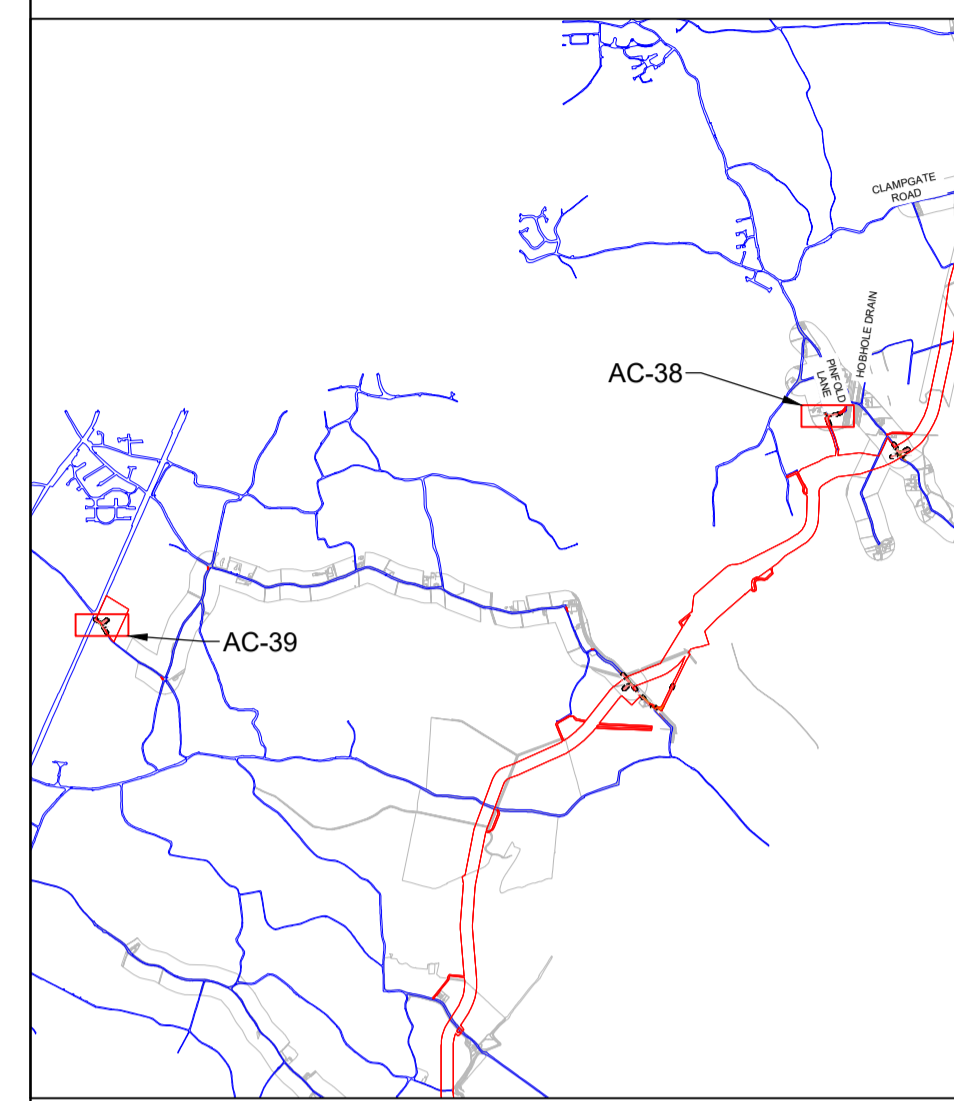 CLAMPGATE
ROAD
HOBHOLE DRAIN
PINFOLD
LANE
AC-38
AC-39